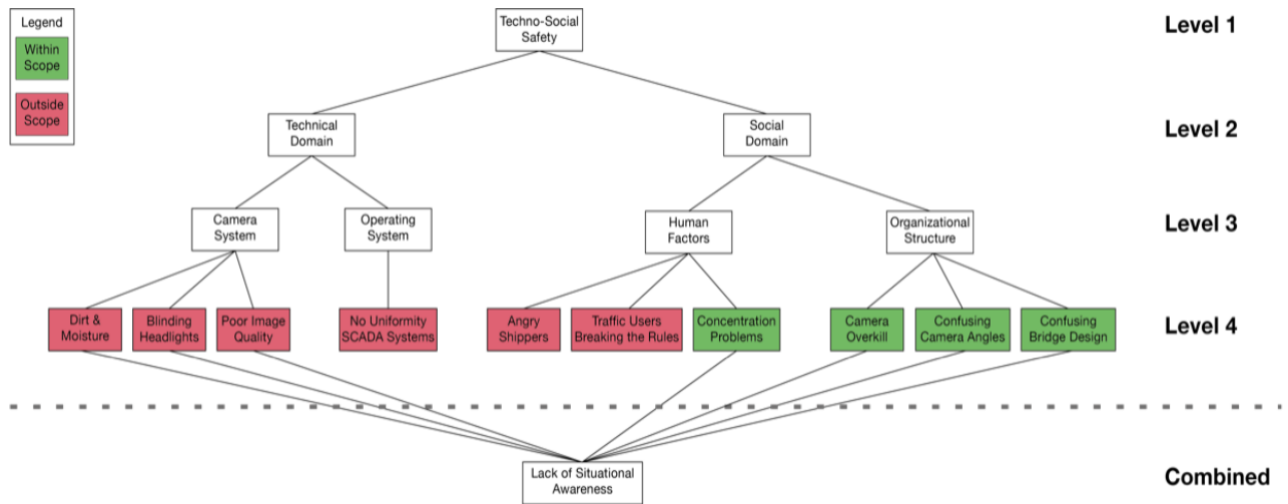 Legend
Within
Scope
Outside
Scope
Techno-Social
Safety
Level 1
Technical
Domain
Social
Domain
Level 2
Camera
System
Operating
System
Human
Factors
Organizational
Structure
Level 3
Dirt &
Moisture
Blinding
Headlights
Poor Image
Quality
No Uniformity
SCADA Systems
Angry
Shippers
Traffic Users
Breaking the Rules
Concentration
Problems
Camera
Overkill
Confusing
Camera Angles
Confusing
Bridge Design
Level 4
Lack of Situational
Awareness
Combined